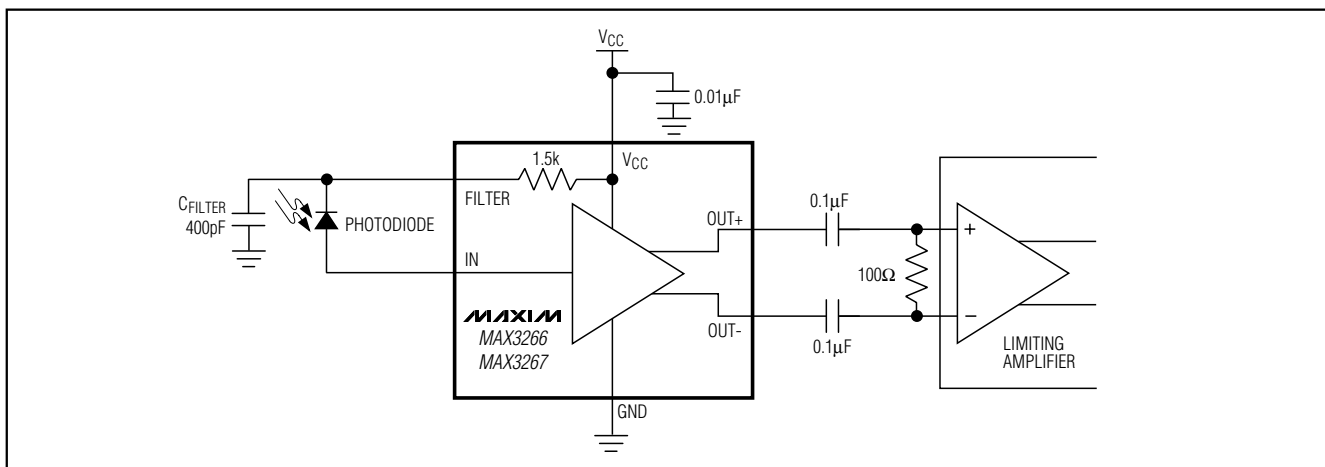 VCC
0.01μF
1.5k
VCC
CFILTER
400pF
PHOTODIODE
FILTER
IN
MAXIM
MAX3266
MAX3267
OUT+
OUT-
GND
0.1μF
0.1μF
100Ω
+
−
LIMITING
AMPLIFIER